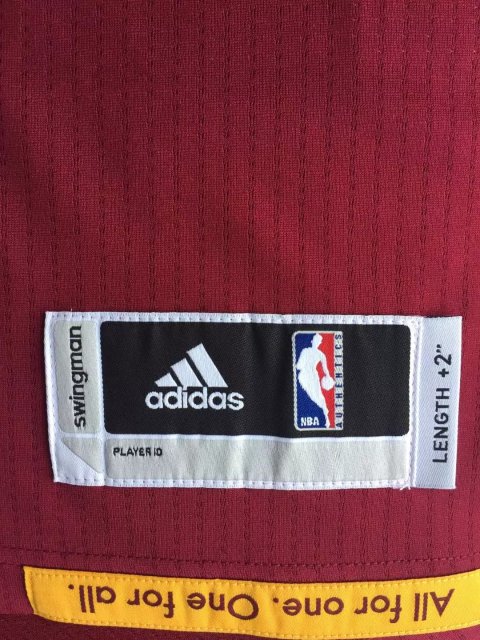 swingman
adidas
NBA
AUTHENTICS
LENGTH +2"
PLAYER ID
All for one. One for all.